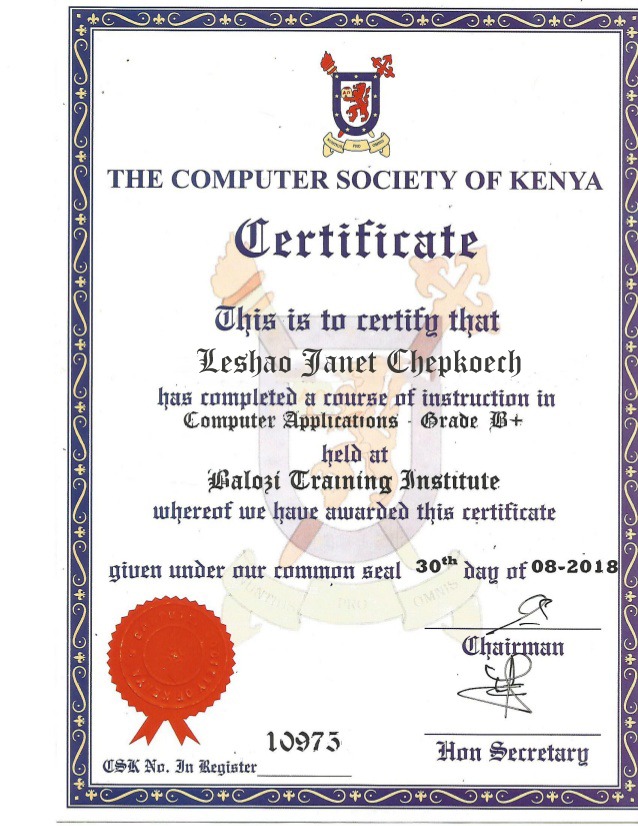 THE COMPUTER SOCIETY OF KENYA
Certificate
This is to certify that
Leshao Janet Chepkoech
has completed a course of instruction in
Computer Applications - Grade B+
held at
Balozi Training Institute
whereof we have awarded this certificate
given under our common seal 30th day of 08-2018
PRO OMNIS
Chairman
10975
CSK No. In Register
Hon Secretary